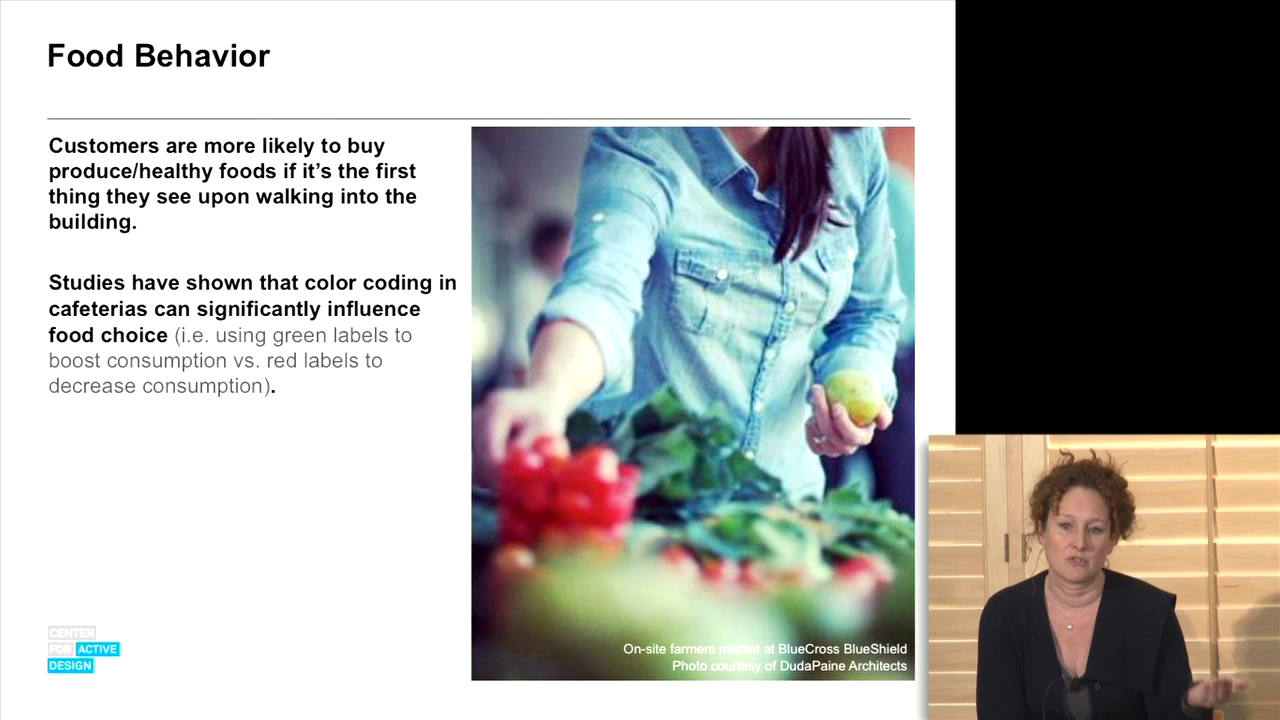 Food Behavior
Customers are more likely to buy
produce/healthy foods if it’s the first
thing they see upon walking into the
building.
Studies have shown that color coding in
cafeterias can significantly influence
food choice (i.e. using green labels to
boost consumption vs. red labels to
decrease consumption).
On-site farmers market at BlueCross BlueShield
Photo courtesy of DudaPaine Architects
CENTER
FOR ACTIVE
DESIGN